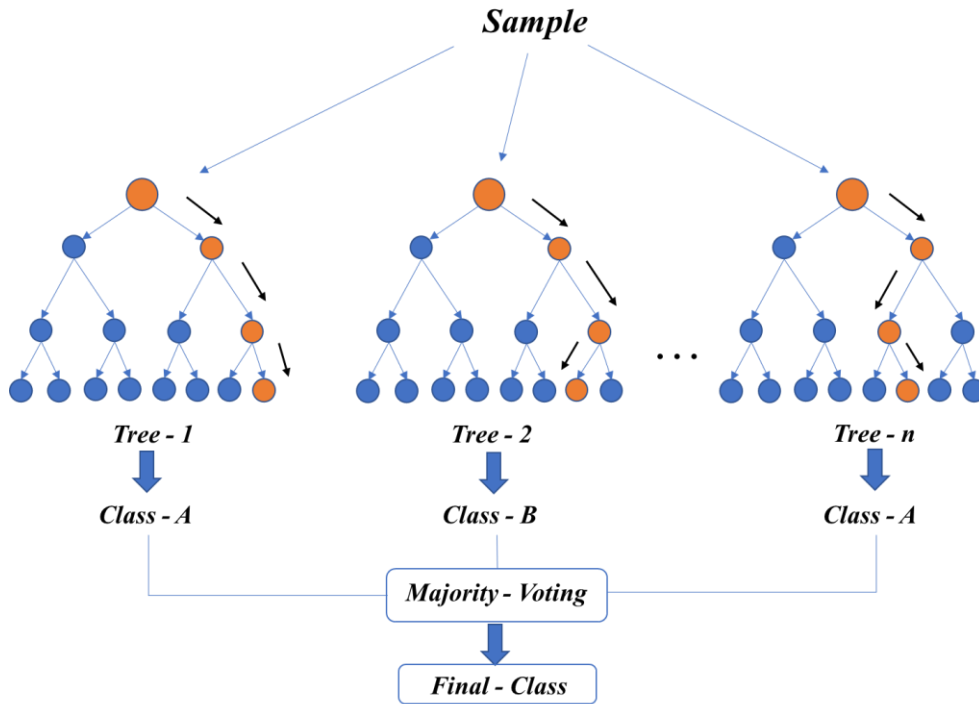 Sample
. . .
Tree - 1
Tree - 2
Tree - n
Class - A
Class - B
Class - A
Majority - Voting
Final - Class